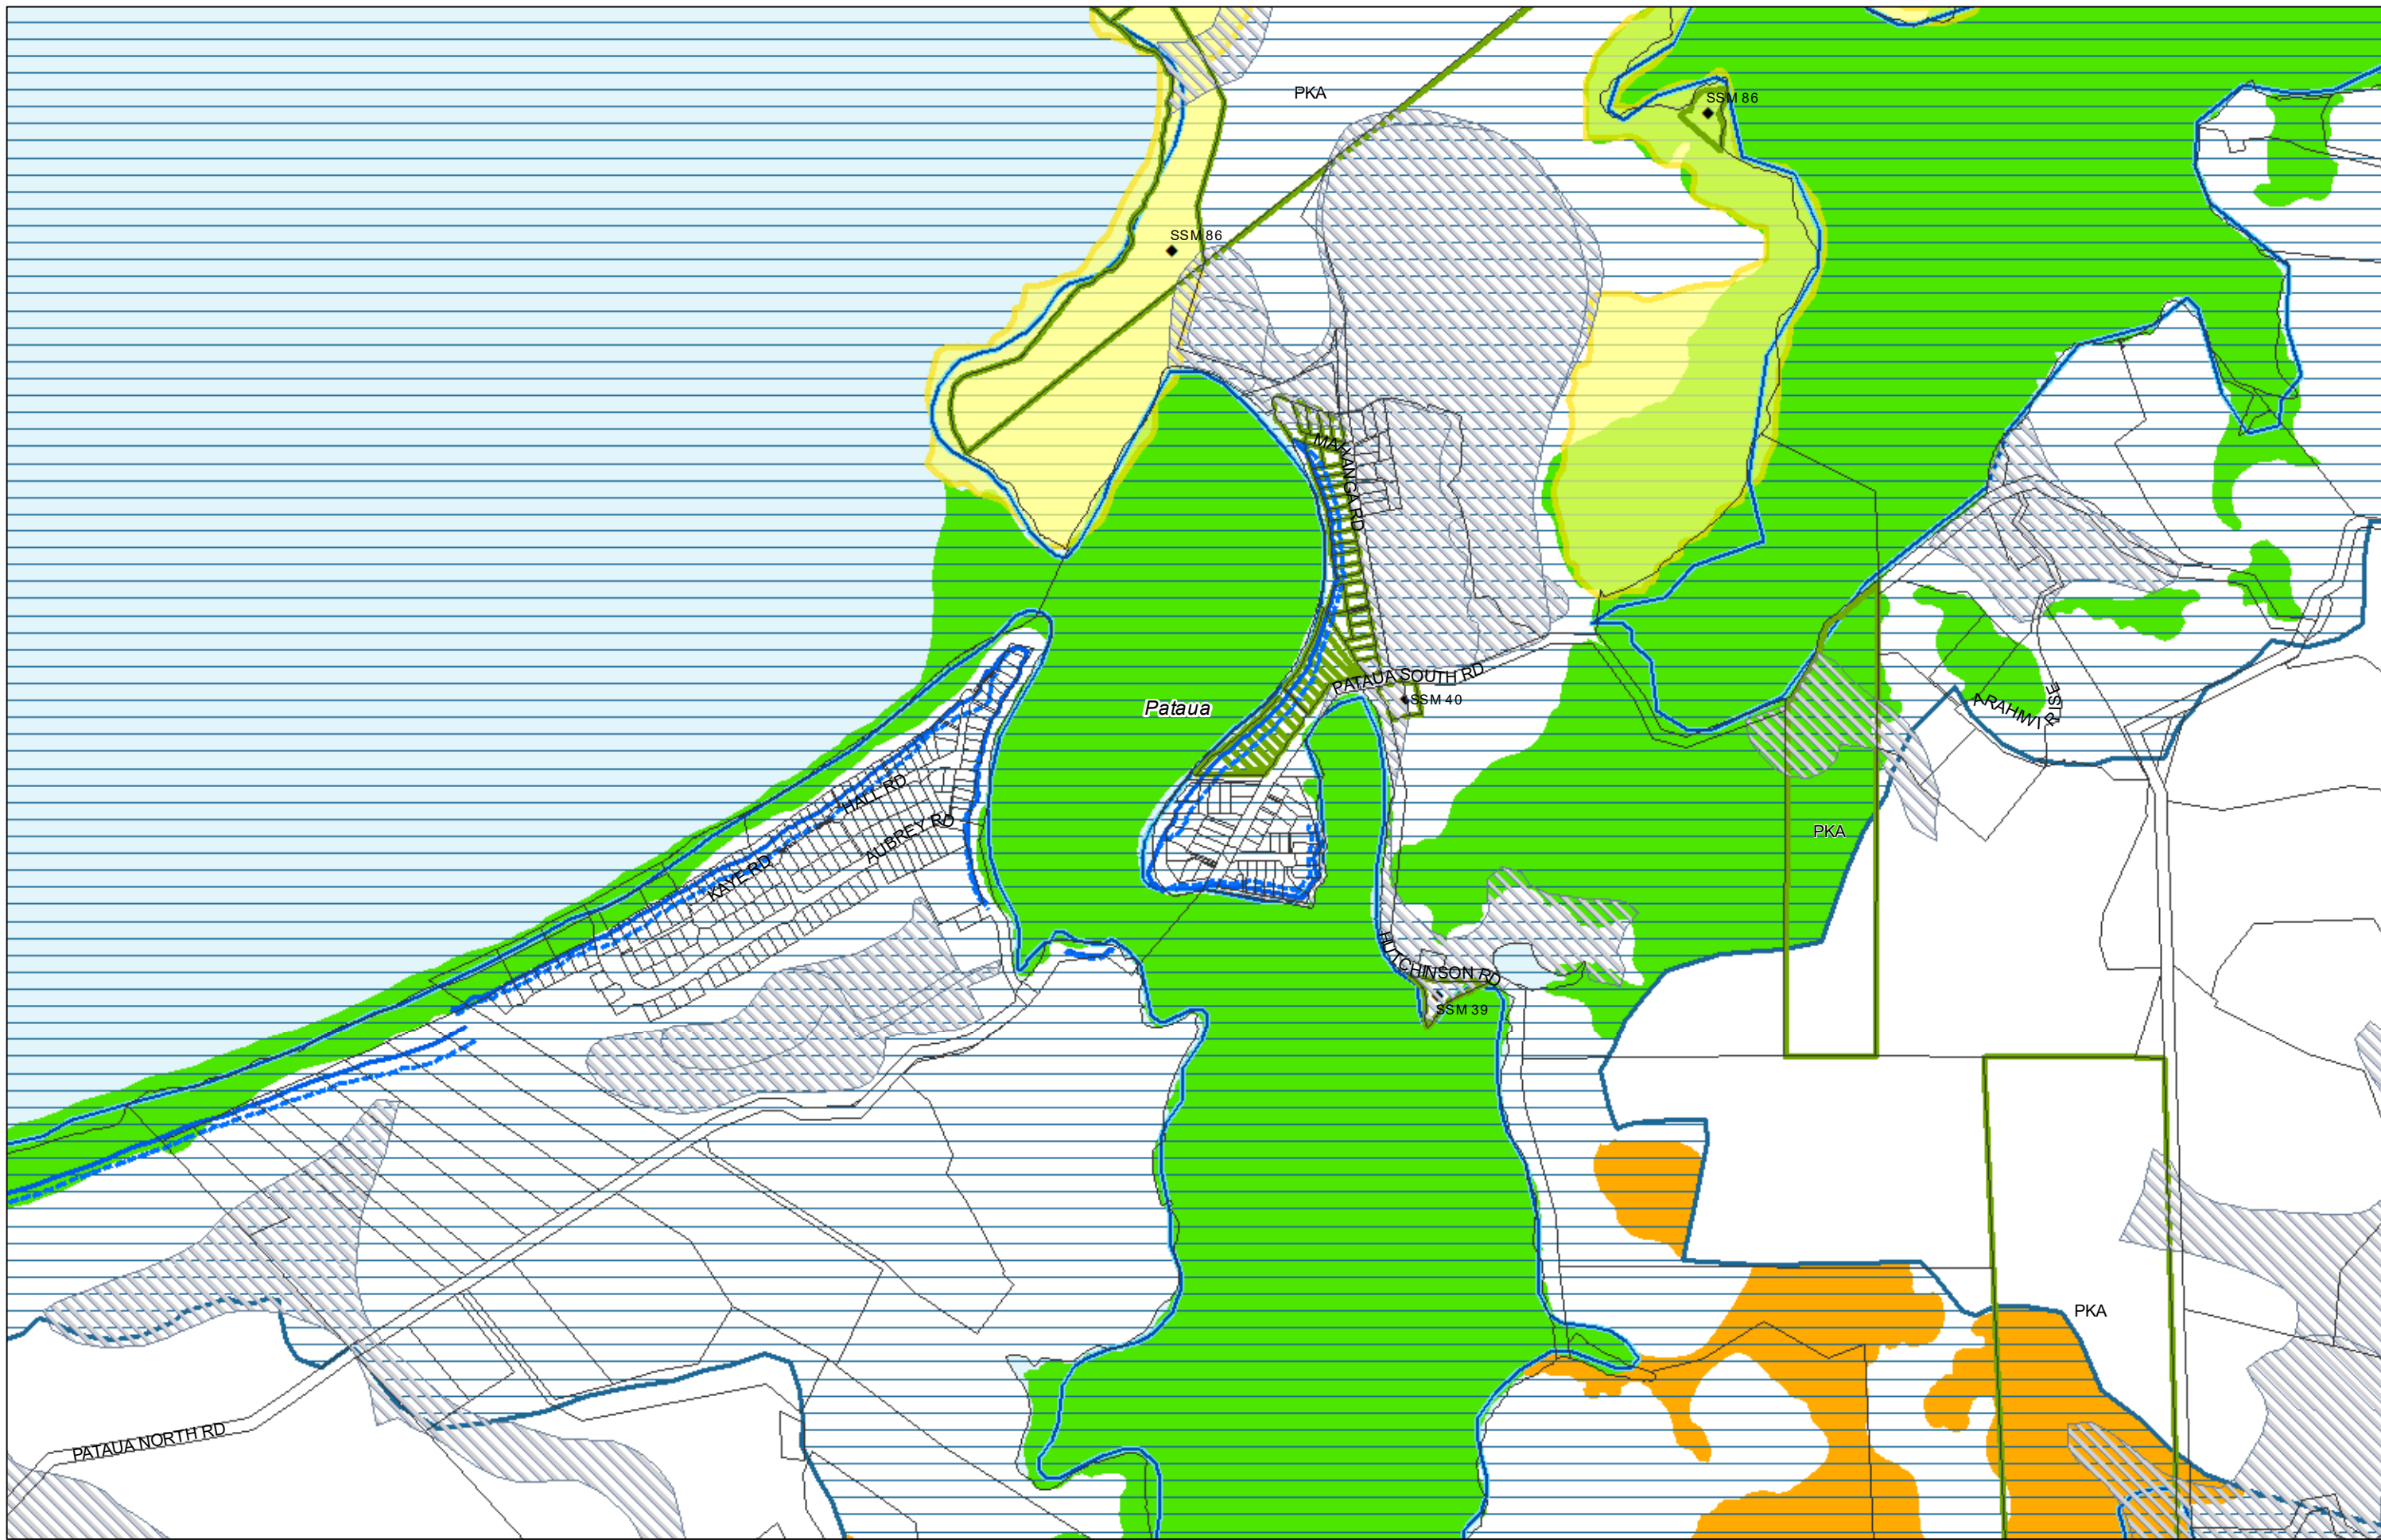 PKA
SSM 86
SSM 86
MAKANGA RD
PATAUA SOUTH RD
SSM 40
Pataua
ARAHIWI RISE
HALL RD
AUBREY RD
KAYE RD
PKA
HUTCHINSON RD
SSM 39
PKA
PATAUA NORTH RD